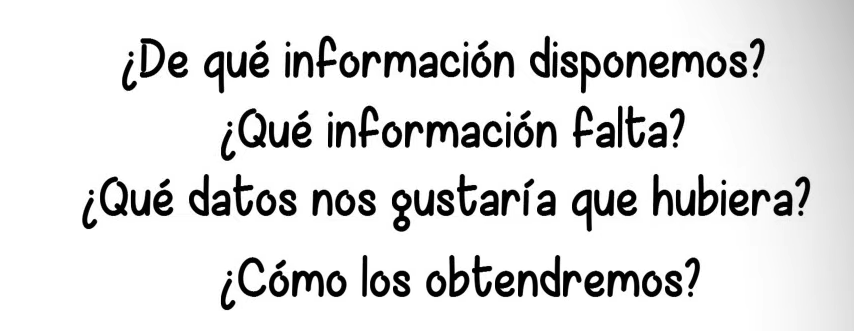 ¿De qué información disponemos?
¿Qué información falta?
¿Qué datos nos gustaría que hubiera?
¿Cómo los obtendremos?